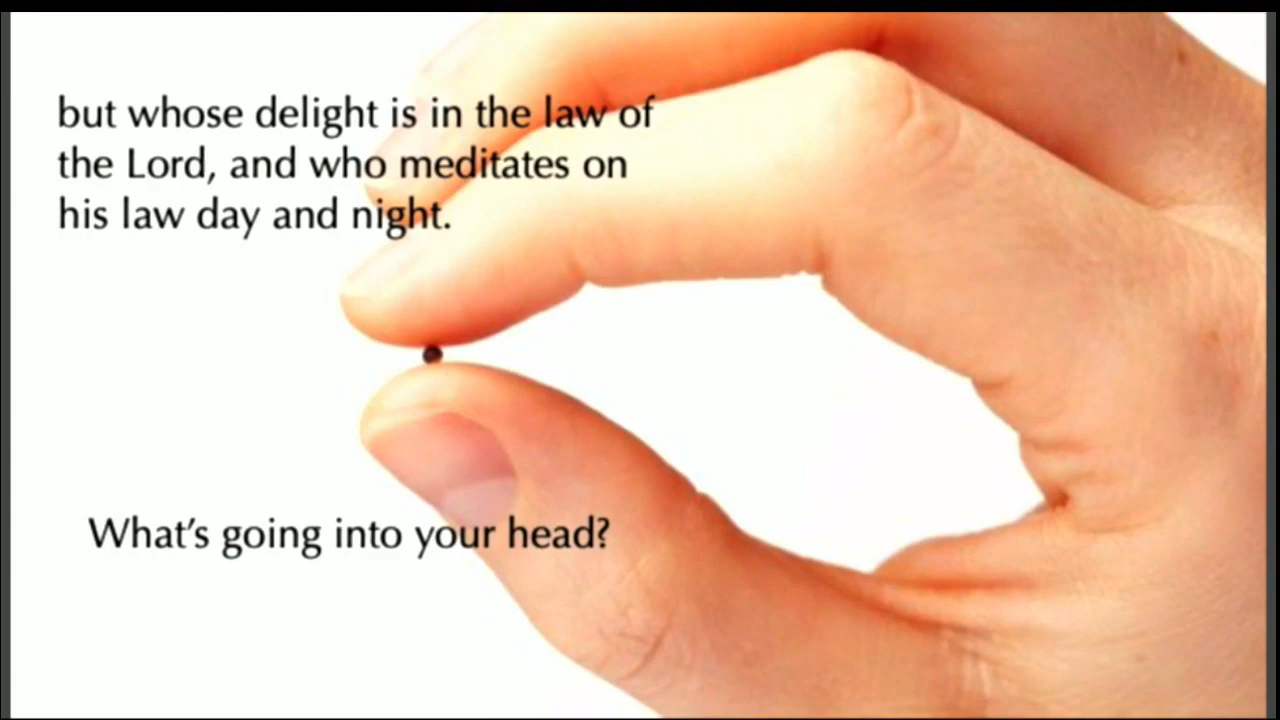 but whose delight is in the law of
the Lord, and who meditates on
his law day and night.
What's going into your head?